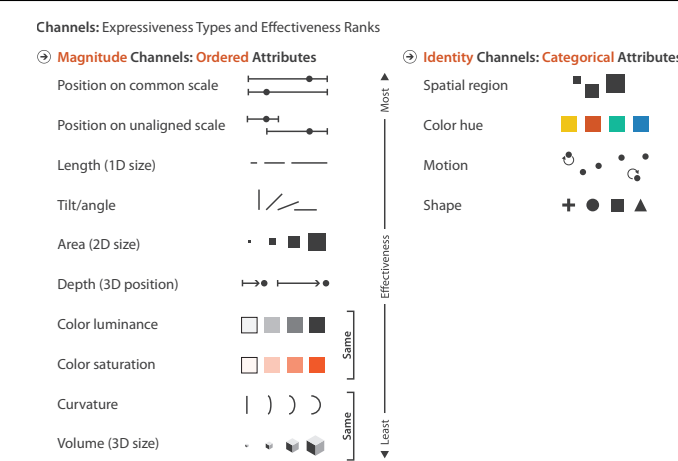 Channels: Expressiveness Types and Effectiveness Ranks
Magnitude Channels: Ordered Attributes
Position on common scale
Position on unaligned scale
Length (1D size)
Tilt/angle
Area (2D size)
Depth (3D position)
Color luminance
Color saturation
Curvature
Volume (3D size)
Same
Same
Most
Effectiveness
Least
Identity Channels: Categorical Attributes
Spatial region
Color hue
Motion
Shape